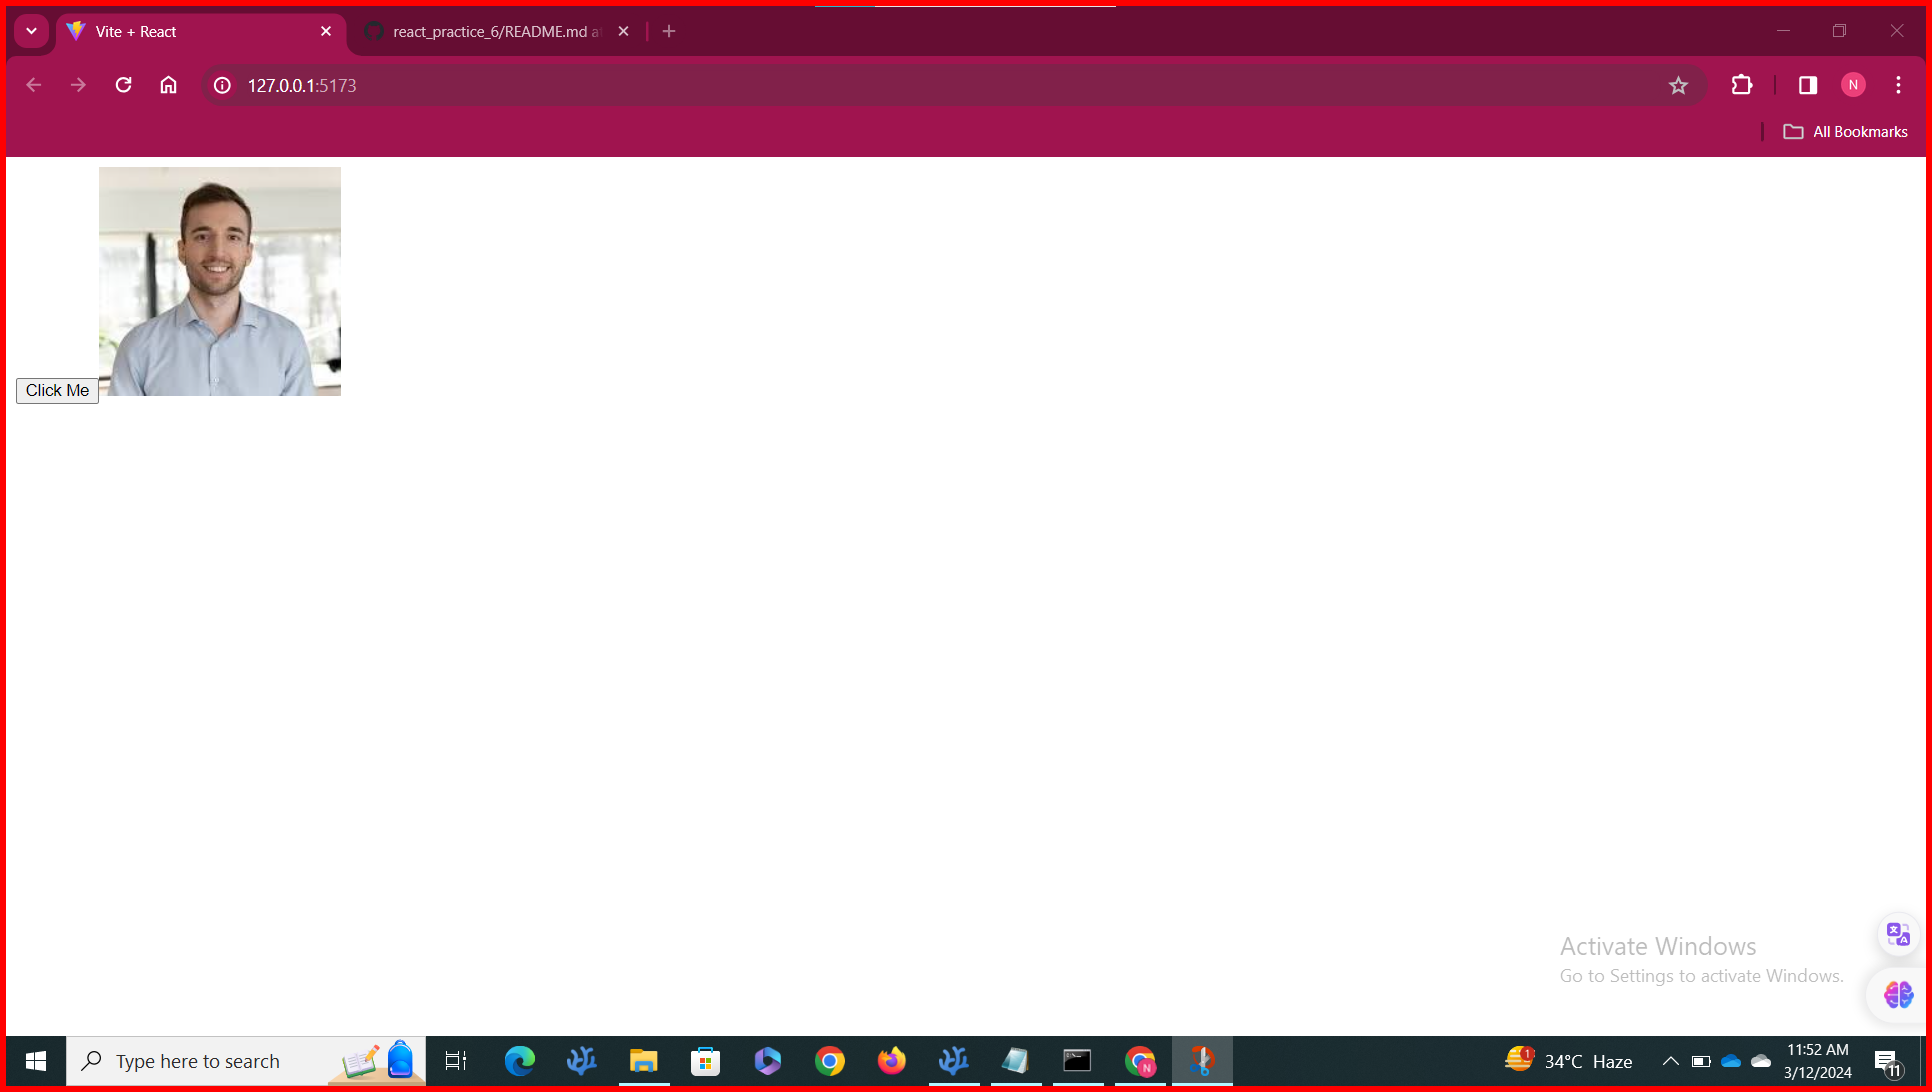 Vite + React
react_practice_6/README.md a
127.0.0.1:5173
N
All Bookmarks
Click Me
Activate Windows
Go to Settings to activate Windows.
Type here to search
N
1
34°C Haze
11:52 AM
3/12/2024
11